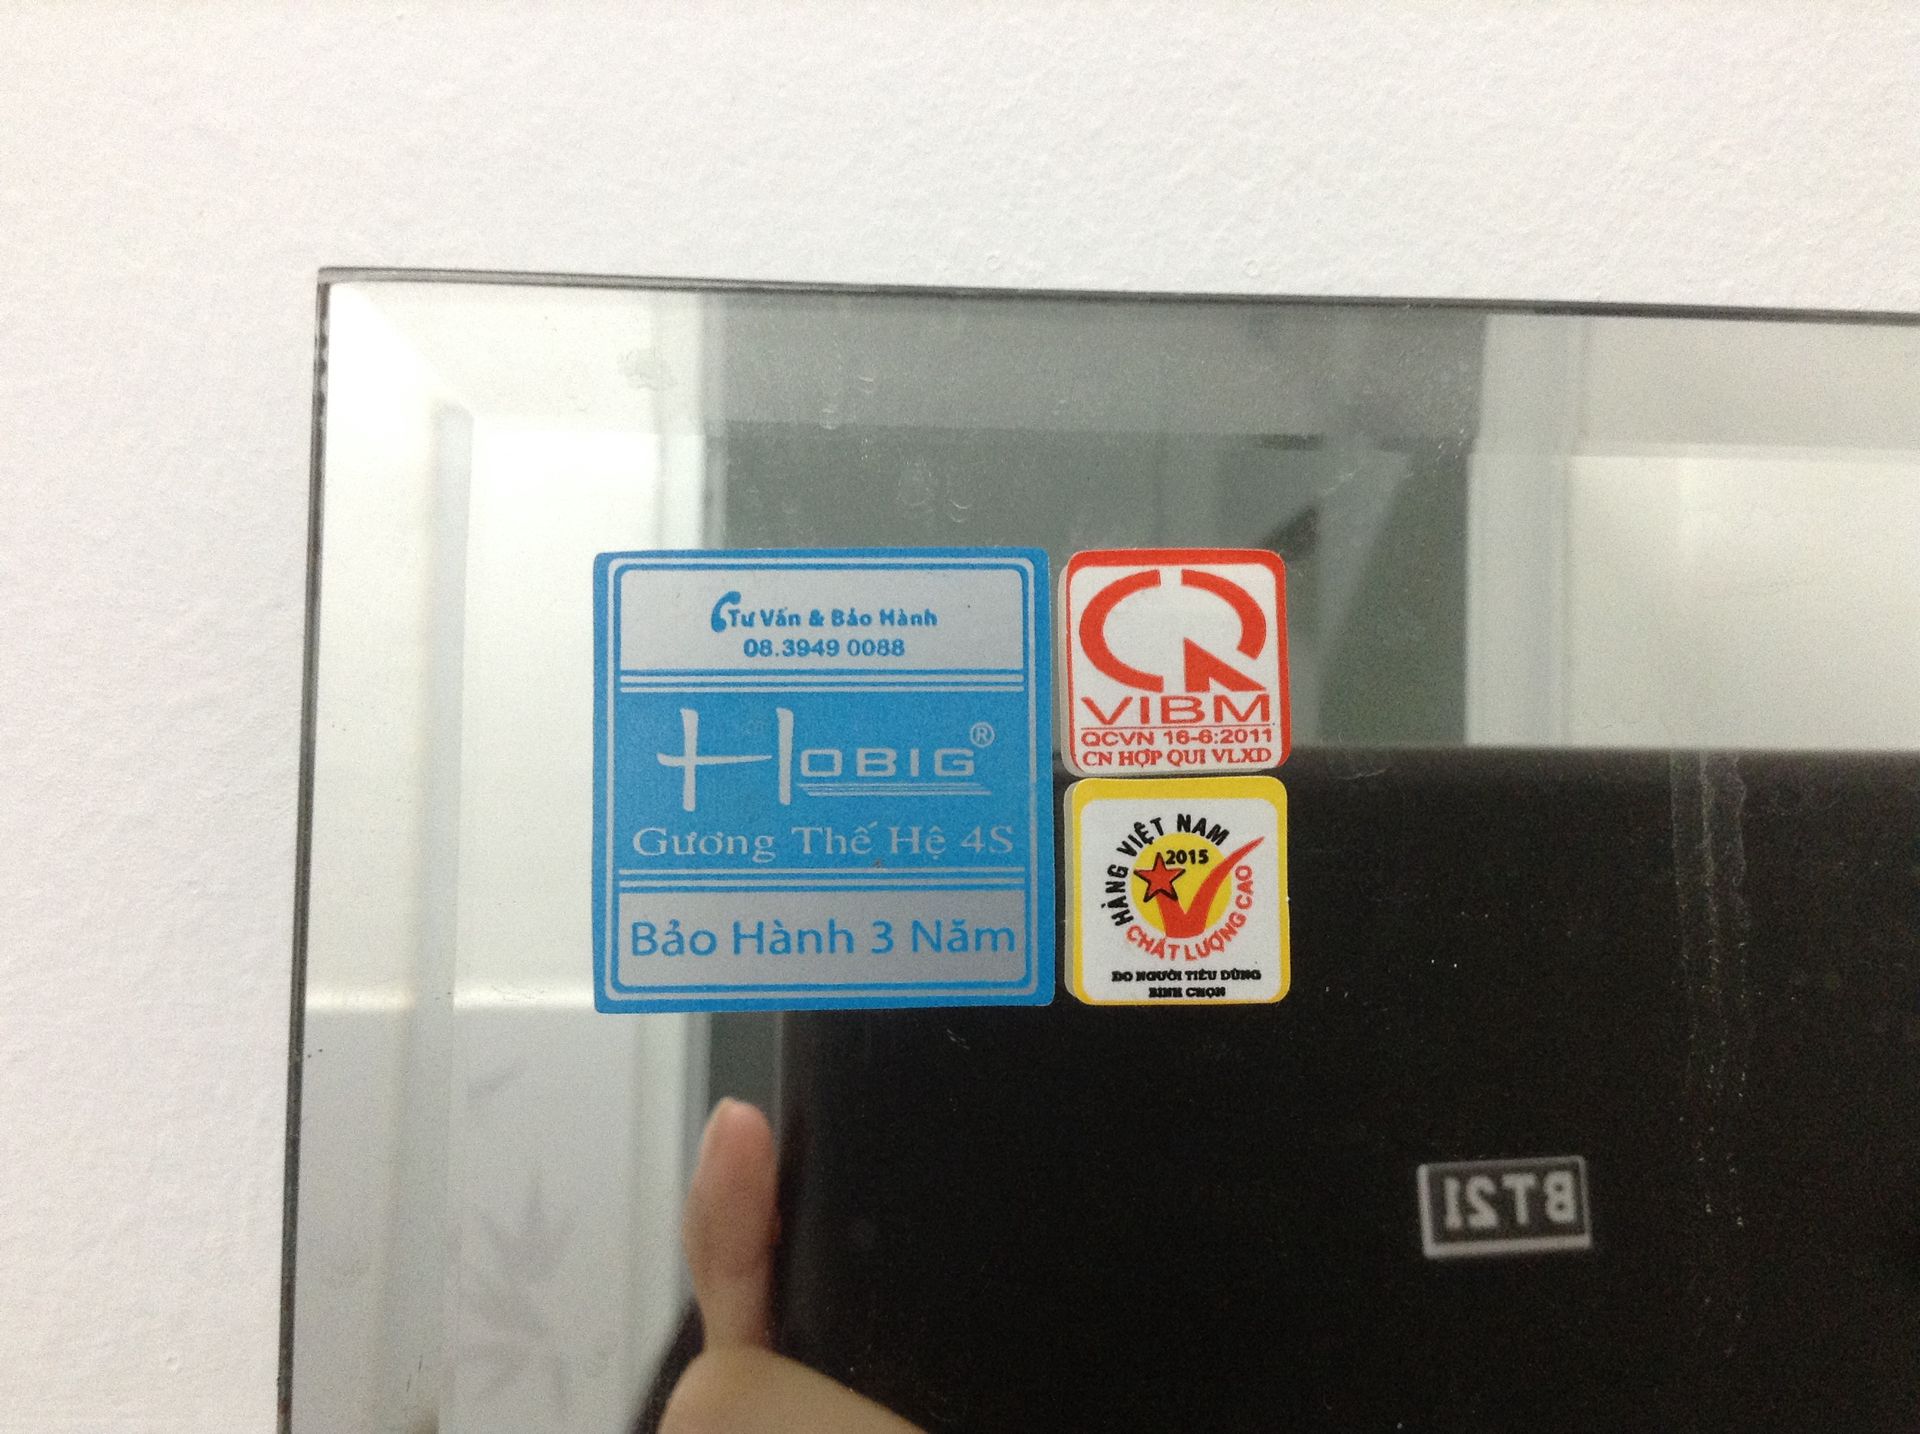 Tư Vấn & Bảo Hành
08.3949 0088
HOBIG®
Gương Thế Hệ 4S
Bảo Hành 3 Năm
VIBM
QCVN 16-6:2011
CN HỢP QUI VLXD
HÀNG VIỆT NAM
2015
CHẤT LƯỢNG CAO
DO NGƯỜI TIÊU DÙNG
BÌNH CHỌN
BT21